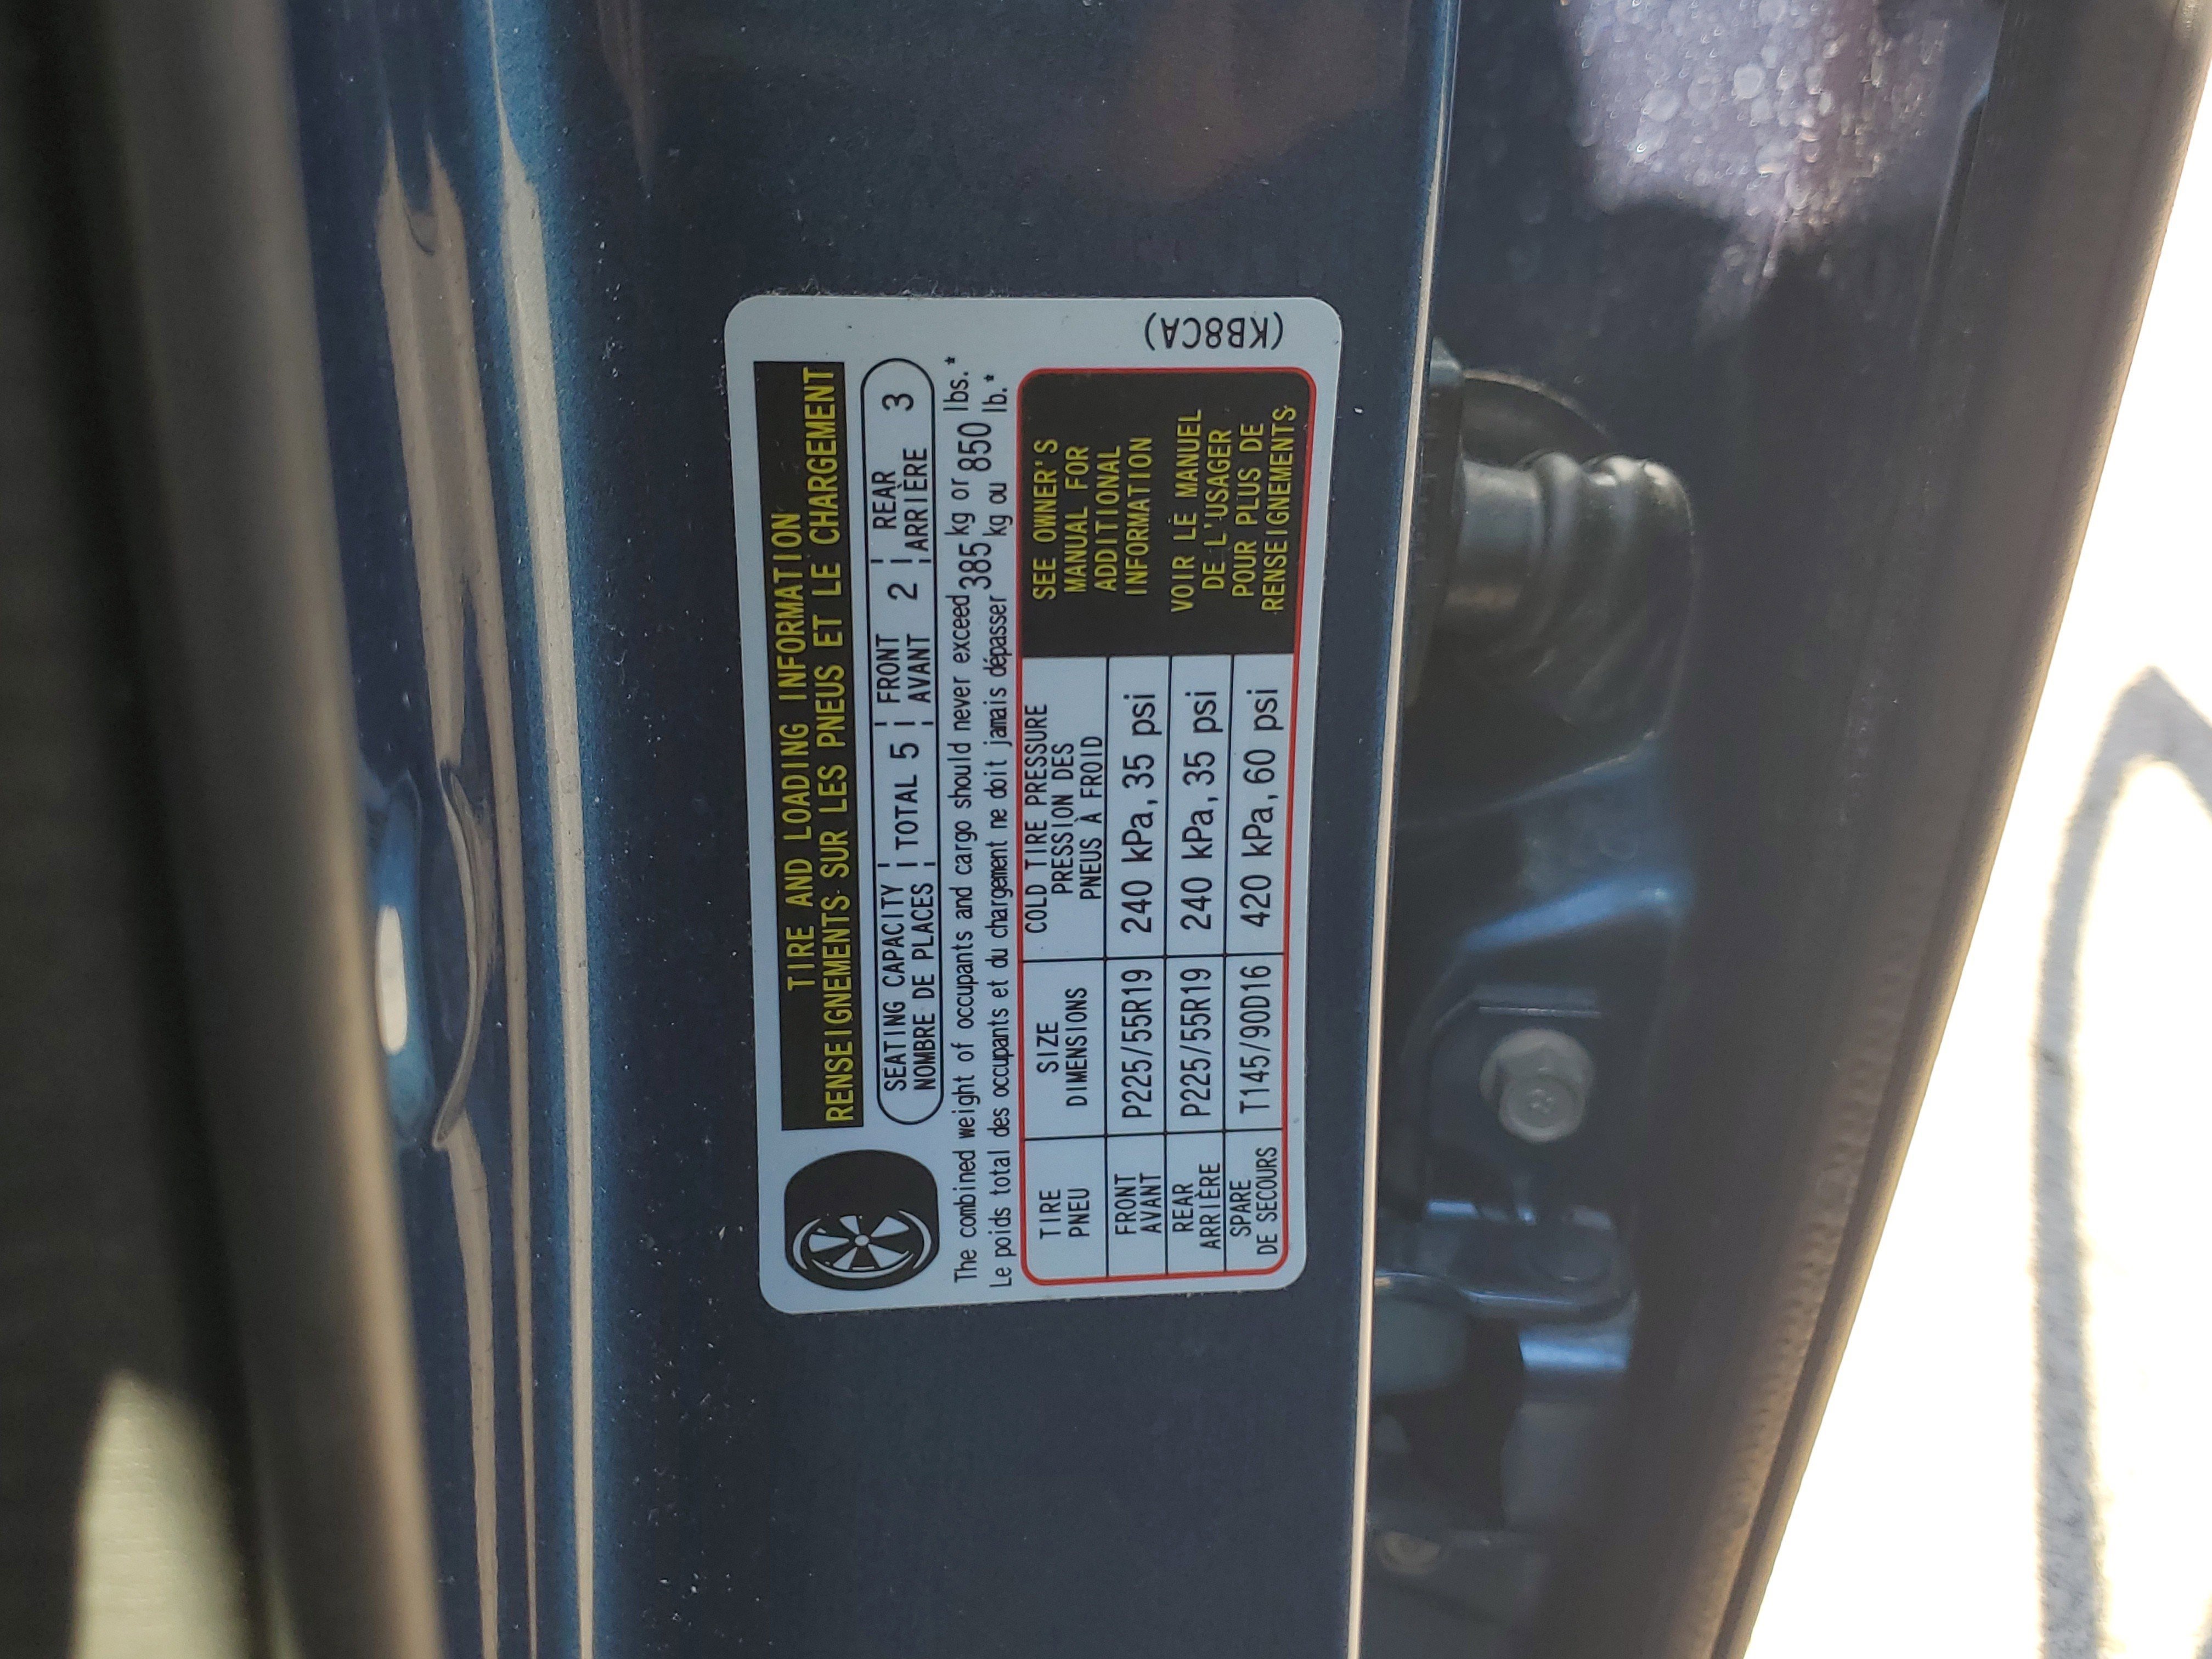 TIRE AND LOADING INFORMATION
RENSEIGNEMENTS SUR LES PNEUS ET LE CHARGEMENT
SEATING CAPACITY TOTAL 5 FRONT 2 REAR 3
NOMBRE DE PLACES AVANT ARRIÈRE
The combined weight of occupants and cargo should never exceed 385 kg or 850 lbs.*
Le poids total des occupants et du chargement ne doit jamais dépasser kg ou lb.*
TIRE SIZE COLD TIRE PRESSURE
PNEU DIMENSIONS PRESSION DES
PNEUS À FROID
FRONT P225/55R19 240 kPa, 35 psi
AVANT
REAR P225/55R19 240 kPa, 35 psi
ARRIÈRE
SPARE T145/90D16 420 kPa, 60 psi
DE SECOURS
SEE OWNER'S
MANUAL FOR
ADDITIONAL
INFORMATION
VOIR LE MANUEL
DE L'USAGER
POUR PLUS DE
RENSEIGNEMENTS
(KB8CA)